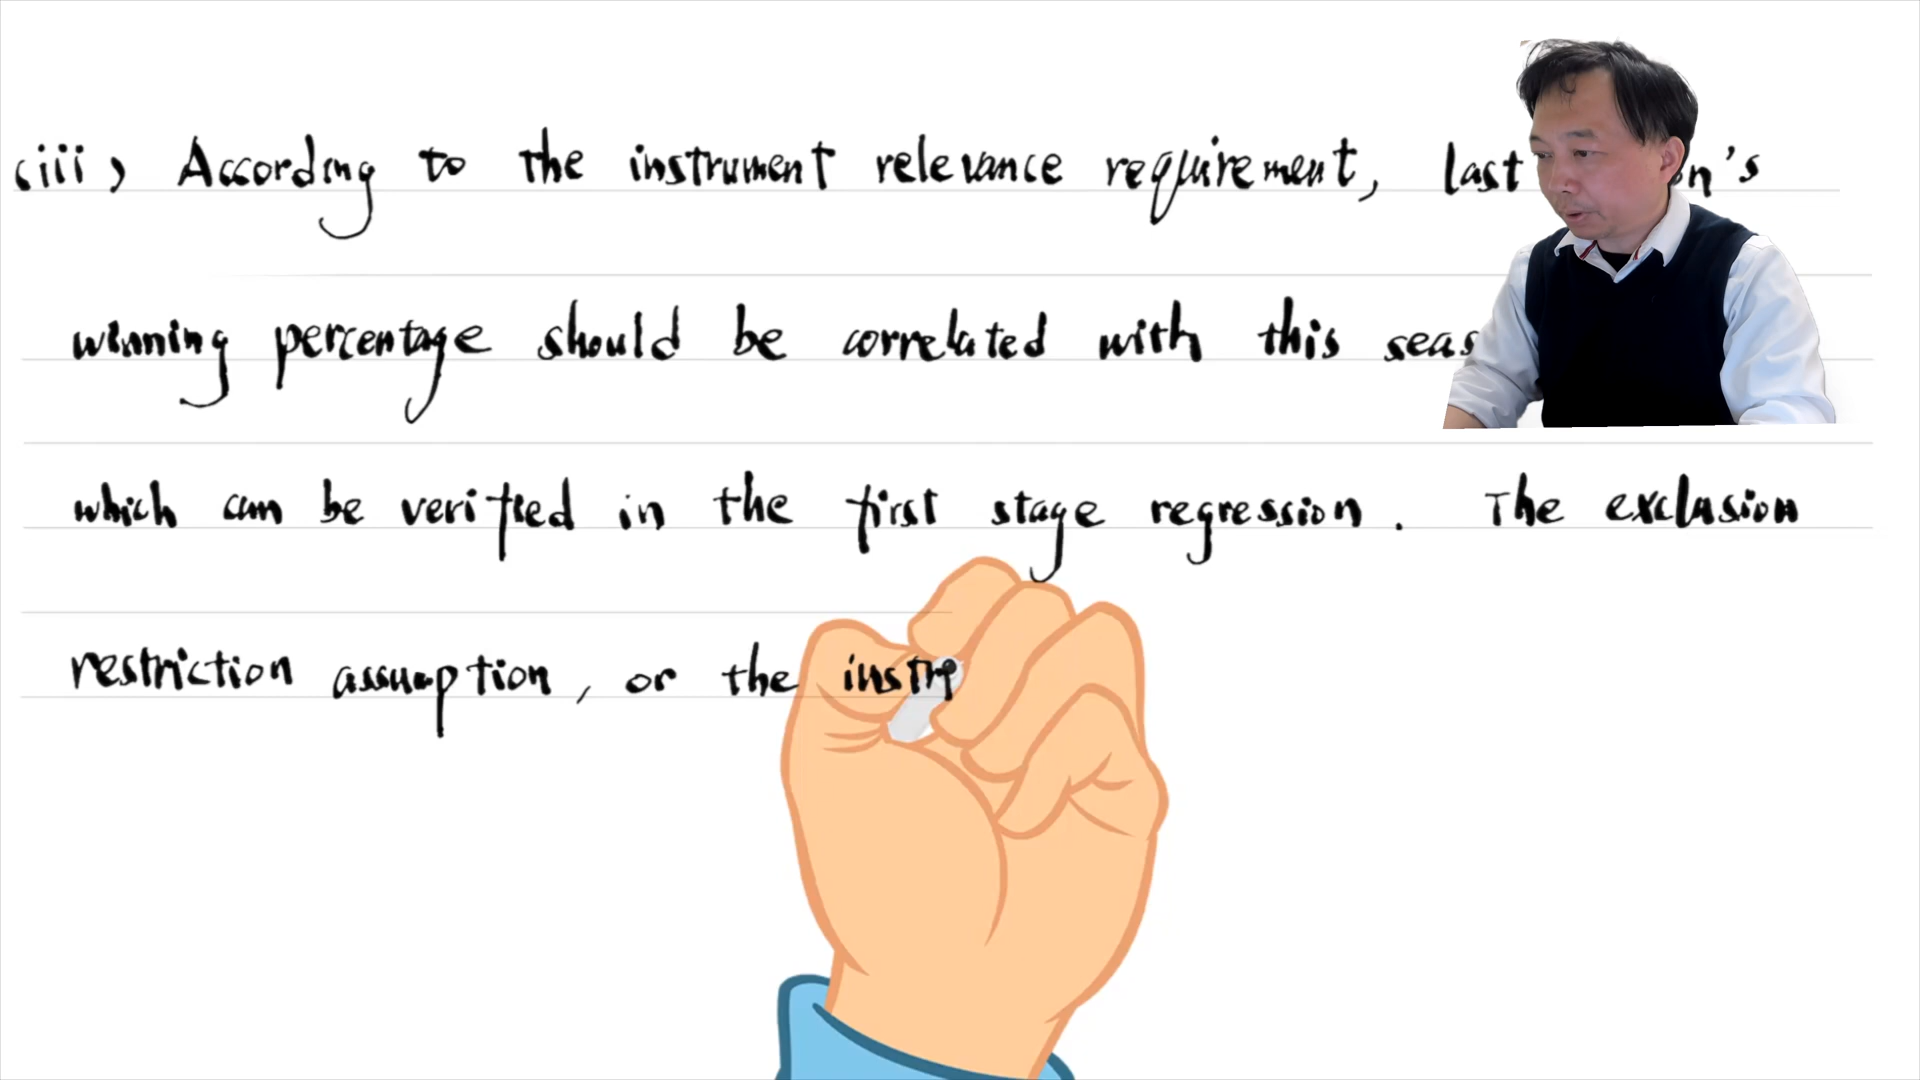 (iii) According to the instrument relevance requirement, last
winning percentage should be correlated with this
which can be verified in the first stage regression. The exclusion
restriction assumption, or the